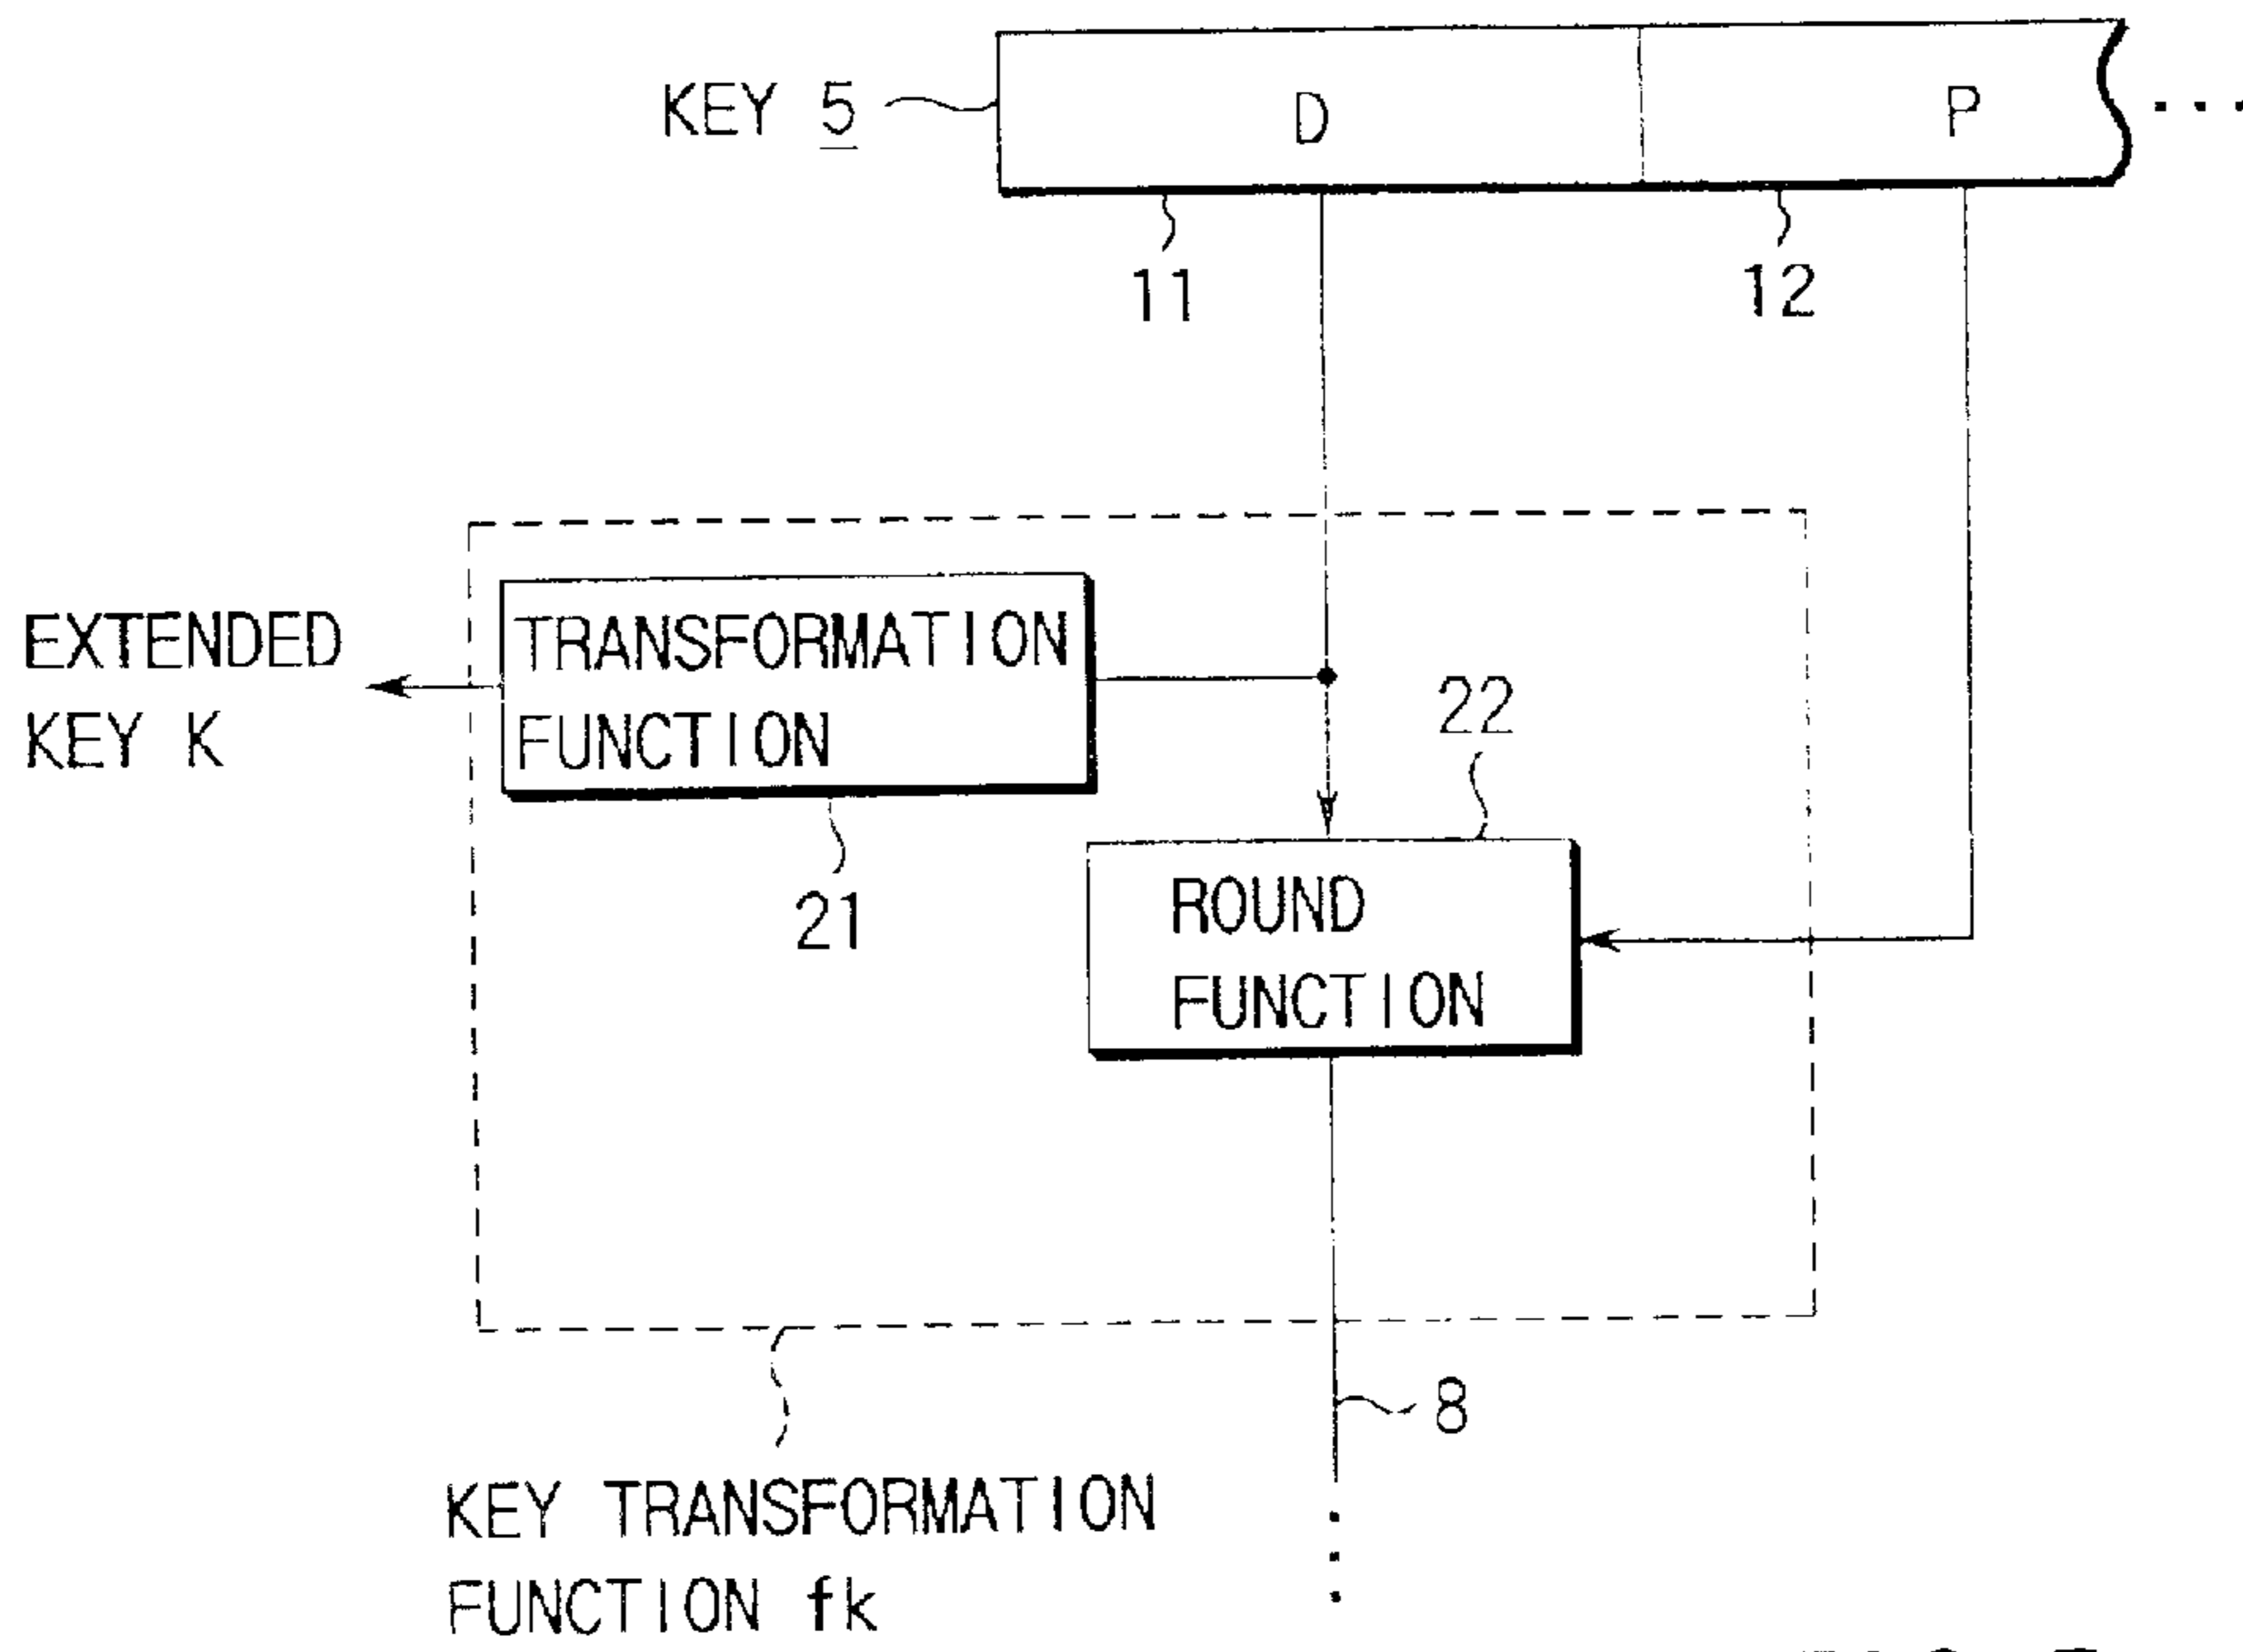 KEY 5
D
P
...
11
12
EXTENDED
KEY K
TRANSFORMATION
FUNCTION
22
21
ROUND
FUNCTION
8
KEY TRANSFORMATION
FUNCTION fk